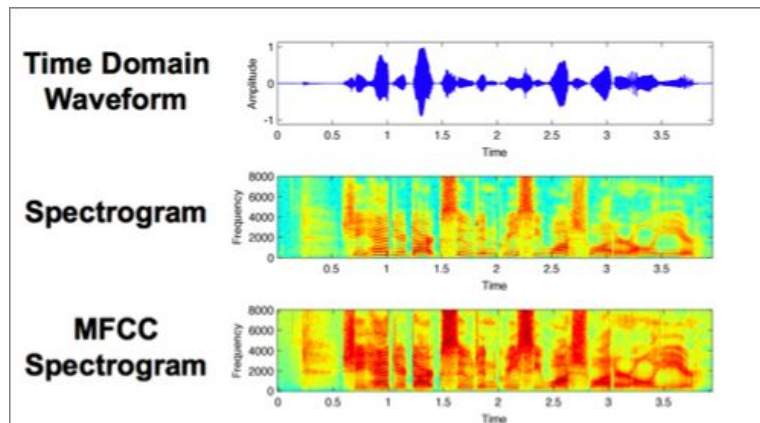 Time Domain
Waveform
Amplitude
1
0
-1
0 0.5 1 1.5 2 2.5 3 3.5
Time
Spectrogram
Frequency
8000
6000
4000
2000
0
0 0.5 1 1.5 2 2.5 3 3.5
Time
MFCC
Spectrogram
Frequency
8000
6000
4000
2000
0
0 0.5 1 1.5 2 2.5 3 3.5
Time